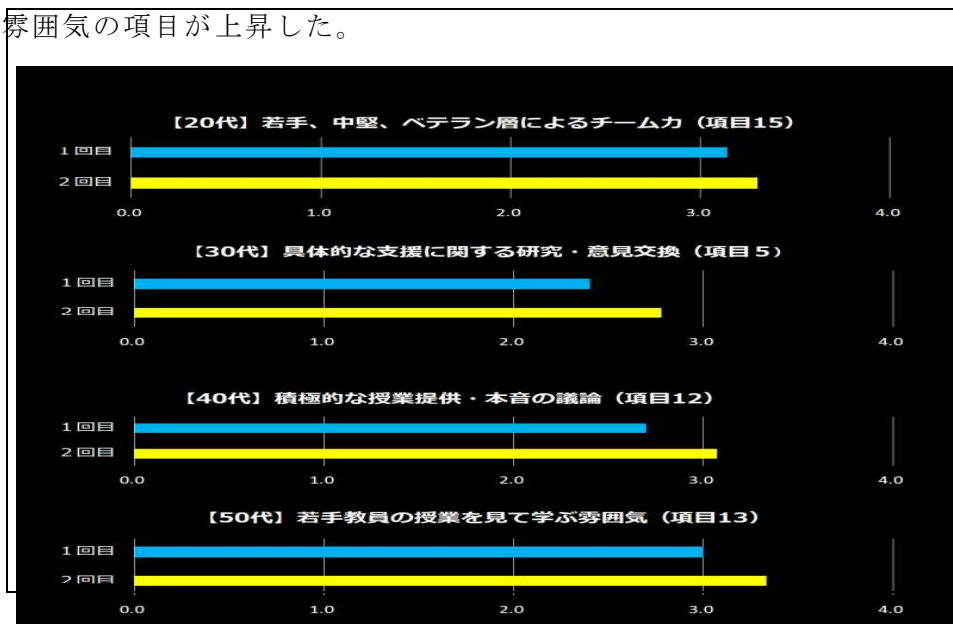 雰囲気の項目が上昇した。
【20代】若手、中堅、ベテラン層によるチーム力（項目15）
1回目
2回目
0.0 1.0 2.0 3.0 4.0
【30代】具体的な支援に関する研究・意見交換（項目５）
1回目
2回目
0.0 1.0 2.0 3.0 4.0
【40代】積極的な授業提供・本音の議論（項目12）
1回目
2回目
0.0 1.0 2.0 3.0 4.0
【50代】若手教員の授業を見て学ぶ雰囲気（項目13）
1回目
2回目
0.0 1.0 2.0 3.0 4.0